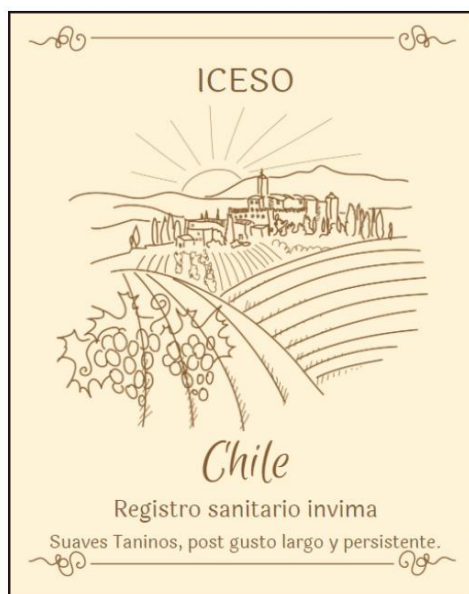 ICESO
Chile
Registro sanitario invima
Suaves Taninos, post gusto largo y persistente.